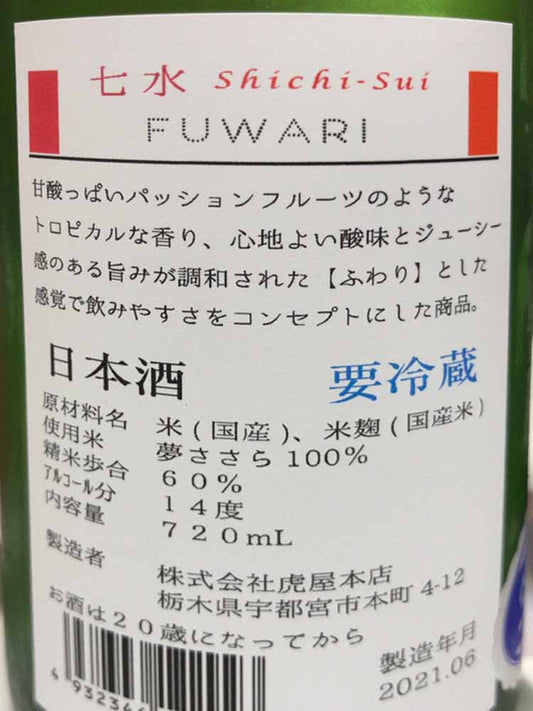 七水 Shichi-Sui
FUWARI
甘酸っぱいパッションフルーツのような
トロピカルな香り、心地よい酸味とジューシー
感のある旨みが調和された【ふわり】とした
感覚で飲みやすさをコンセプトにした商品。
日本酒 要冷蔵
原材料名 米(国産)、米麹(国産米)
使用米 夢ささら100%
精米歩合 60%
アルコール分 14度
内容量 720mL
製造者 株式会社虎屋本店
栃木県宇都宮市本町4-12
お酒は20歳になってから
製造年月
2021.06
4 932344